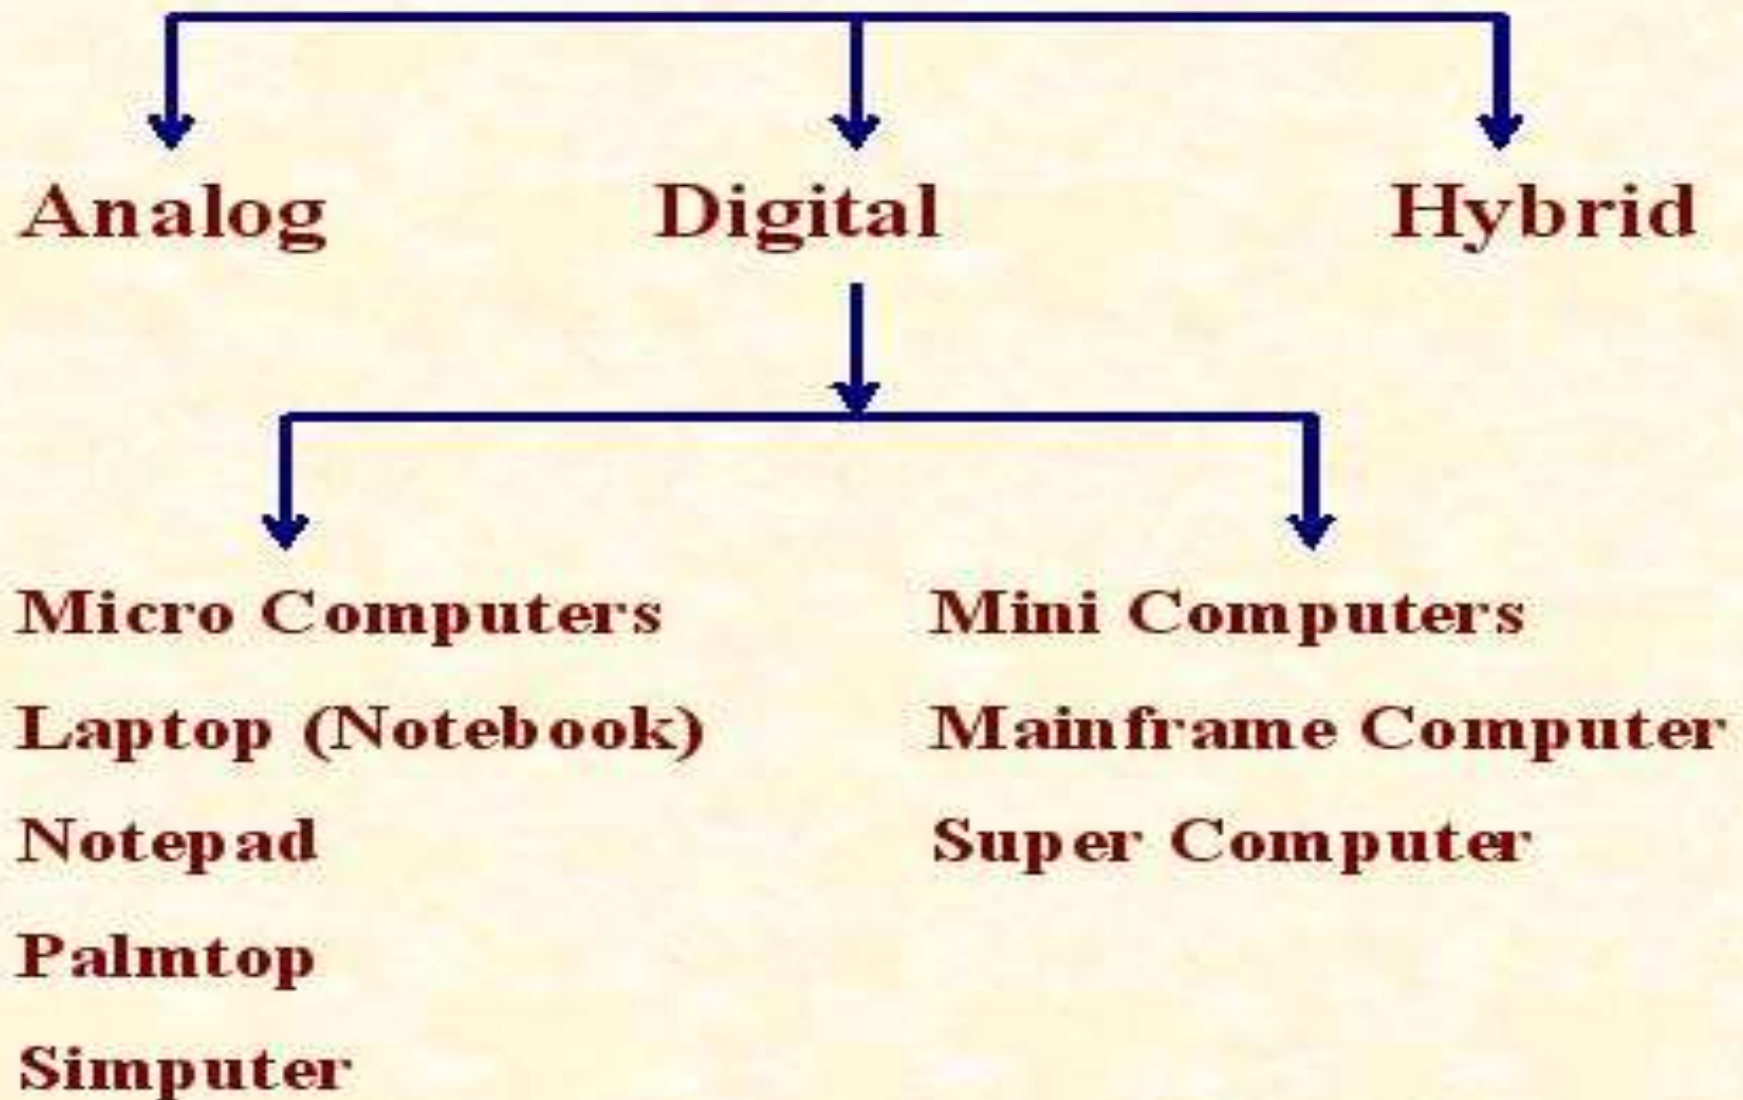 Analog Digital Hybrid
Micro Computers
Laptop (Notebook)
Notepad
Palmtop
Simputer
Mini Computers
Mainframe Computer
Super Computer